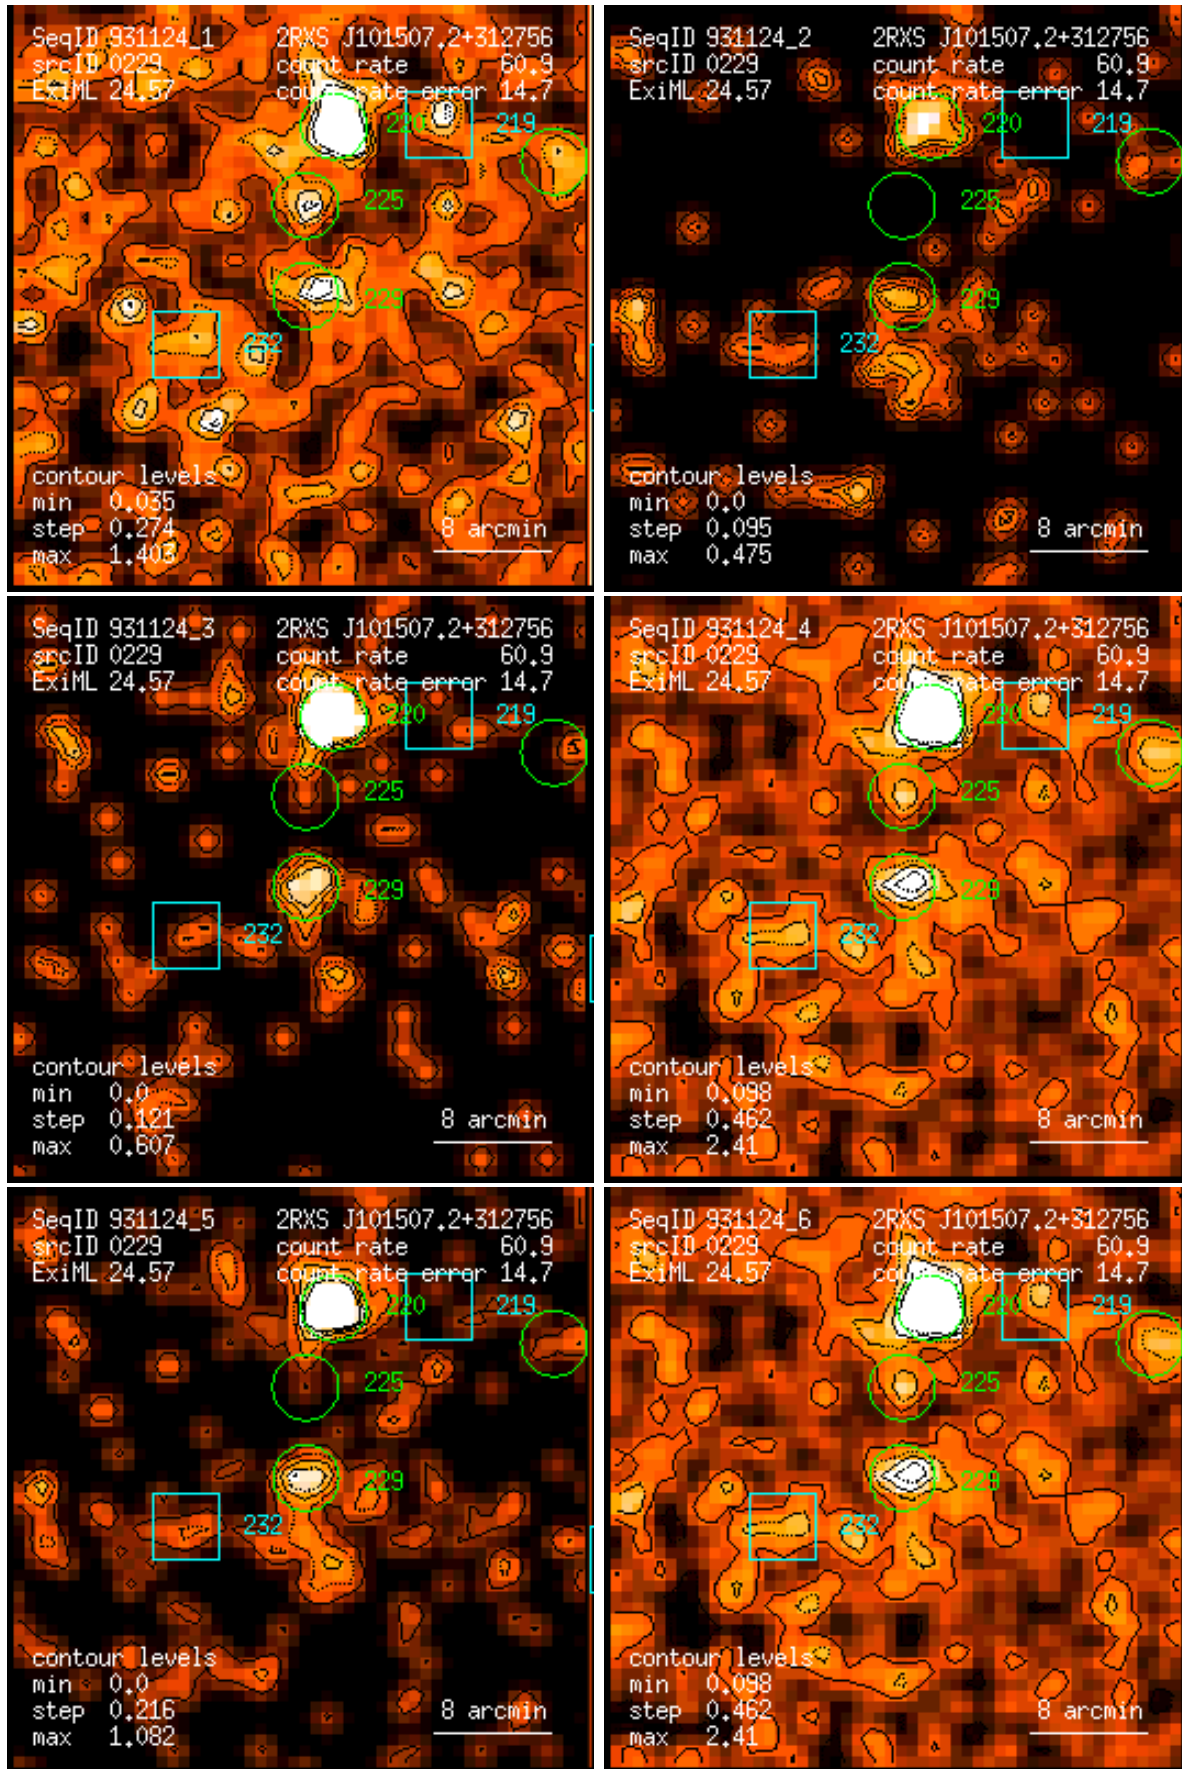 SeqID 931124_1 2RXS J101507.2+312756
srcID 0229 count rate 60.9
ExiML 24.57 count rate error 14.7
220 219
225
229
232
contour levels
min 0.035
step 0.274
max 1.403
8 arcmin
SeqID 931124_2 2RXS J101507.2+312756
srcID 0229 count rate 60.9
ExiML 24.57 count rate error 14.7
220 219
225
229
232
contour levels
min 0.0
step 0.095
max 0.475
8 arcmin
SeqID 931124_3 2RXS J101507.2+312756
srcID 0229 count rate 60.9
ExiML 24.57 count rate error 14.7
220 219
225
229
232
contour levels
min 0.0
step 0.121
max 0.607
8 arcmin
SeqID 931124_4 2RXS J101507.2+312756
srcID 0229 count rate 60.9
ExiML 24.57 count rate error 14.7
220 219
225
229
232
contour levels
min 0.098
step 0.462
max 2.41
8 arcmin
SeqID 931124_5 2RXS J101507.2+312756
srcID 0229 count rate 60.9
ExiML 24.57 count rate error 14.7
220 219
225
229
232
contour levels
min 0.0
step 0.216
max 1.082
8 arcmin
SeqID 931124_6 2RXS J101507.2+312756
srcID 0229 count rate 60.9
ExiML 24.57 count rate error 14.7
220 219
225
229
232
contour levels
min 0.098
step 0.462
max 2.41
8 arcmin